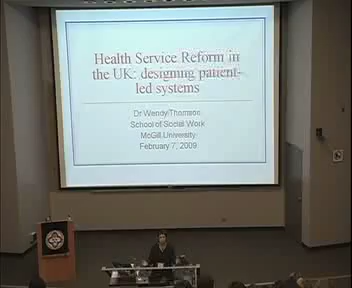 Health Service Reform in
the UK: designing patient-
led systems
Dr Wendy Thomson
School of Social Work
McGill University
February 7, 2009